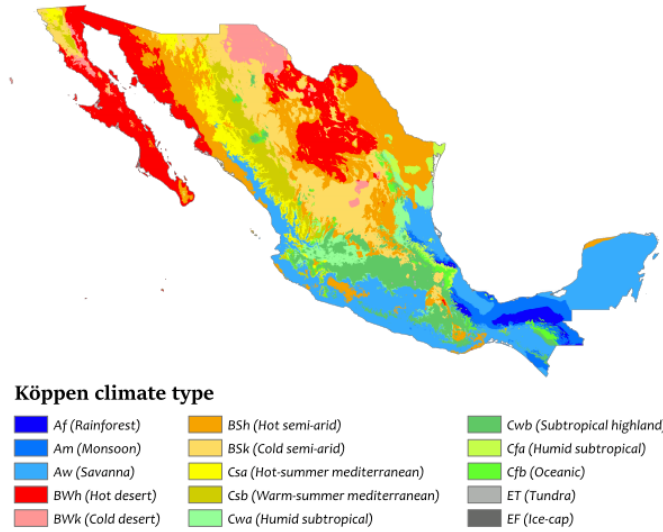 Köppen climate type
Af (Rainforest)
Am (Monsoon)
Aw (Savanna)
BWh (Hot desert)
BWk (Cold desert)
BSh (Hot semi-arid)
BSk (Cold semi-arid)
Csa (Hot-summer mediterranean)
Csb (Warm-summer mediterranean)
Cwa (Humid subtropical)
Cwb (Subtropical highland)
Cfa (Humid subtropical)
Cfb (Oceanic)
ET (Tundra)
EF (Ice-cap)